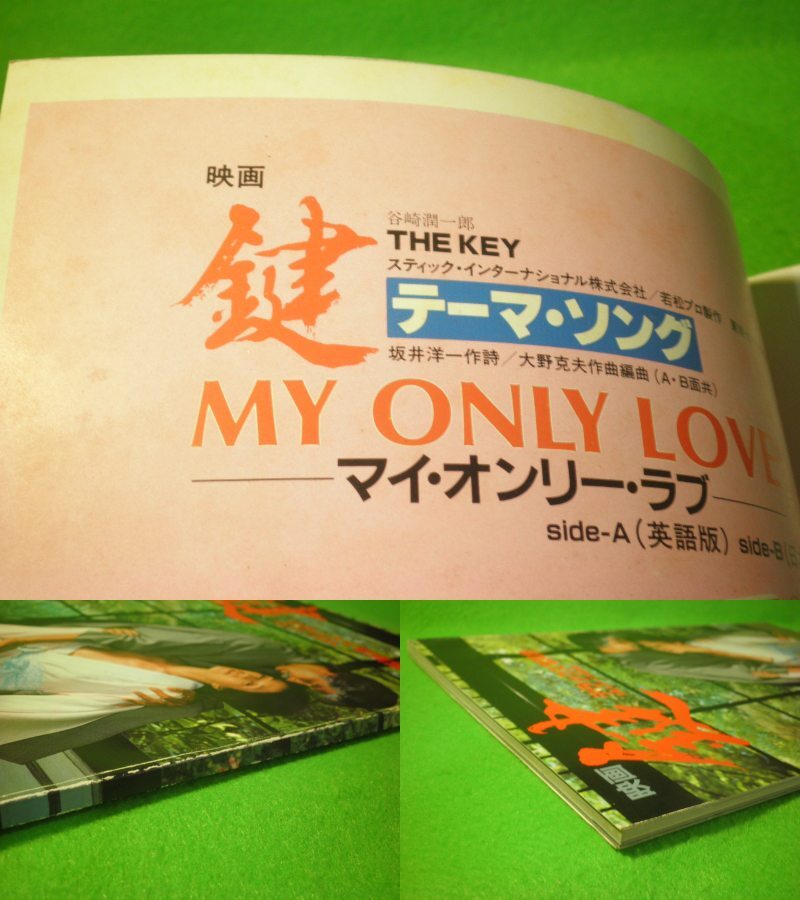 映画
鍵
谷崎潤一郎
THE KEY
スティック・インターナショナル株式会社／若松プロ製作
テーマ・ソング
坂井洋一作詩／大野克夫作曲編曲（A・B面共）
MY ONLY LOVE
マイ・オンリー・ラブ
side-A（英語版） side-B（
映画
鍵